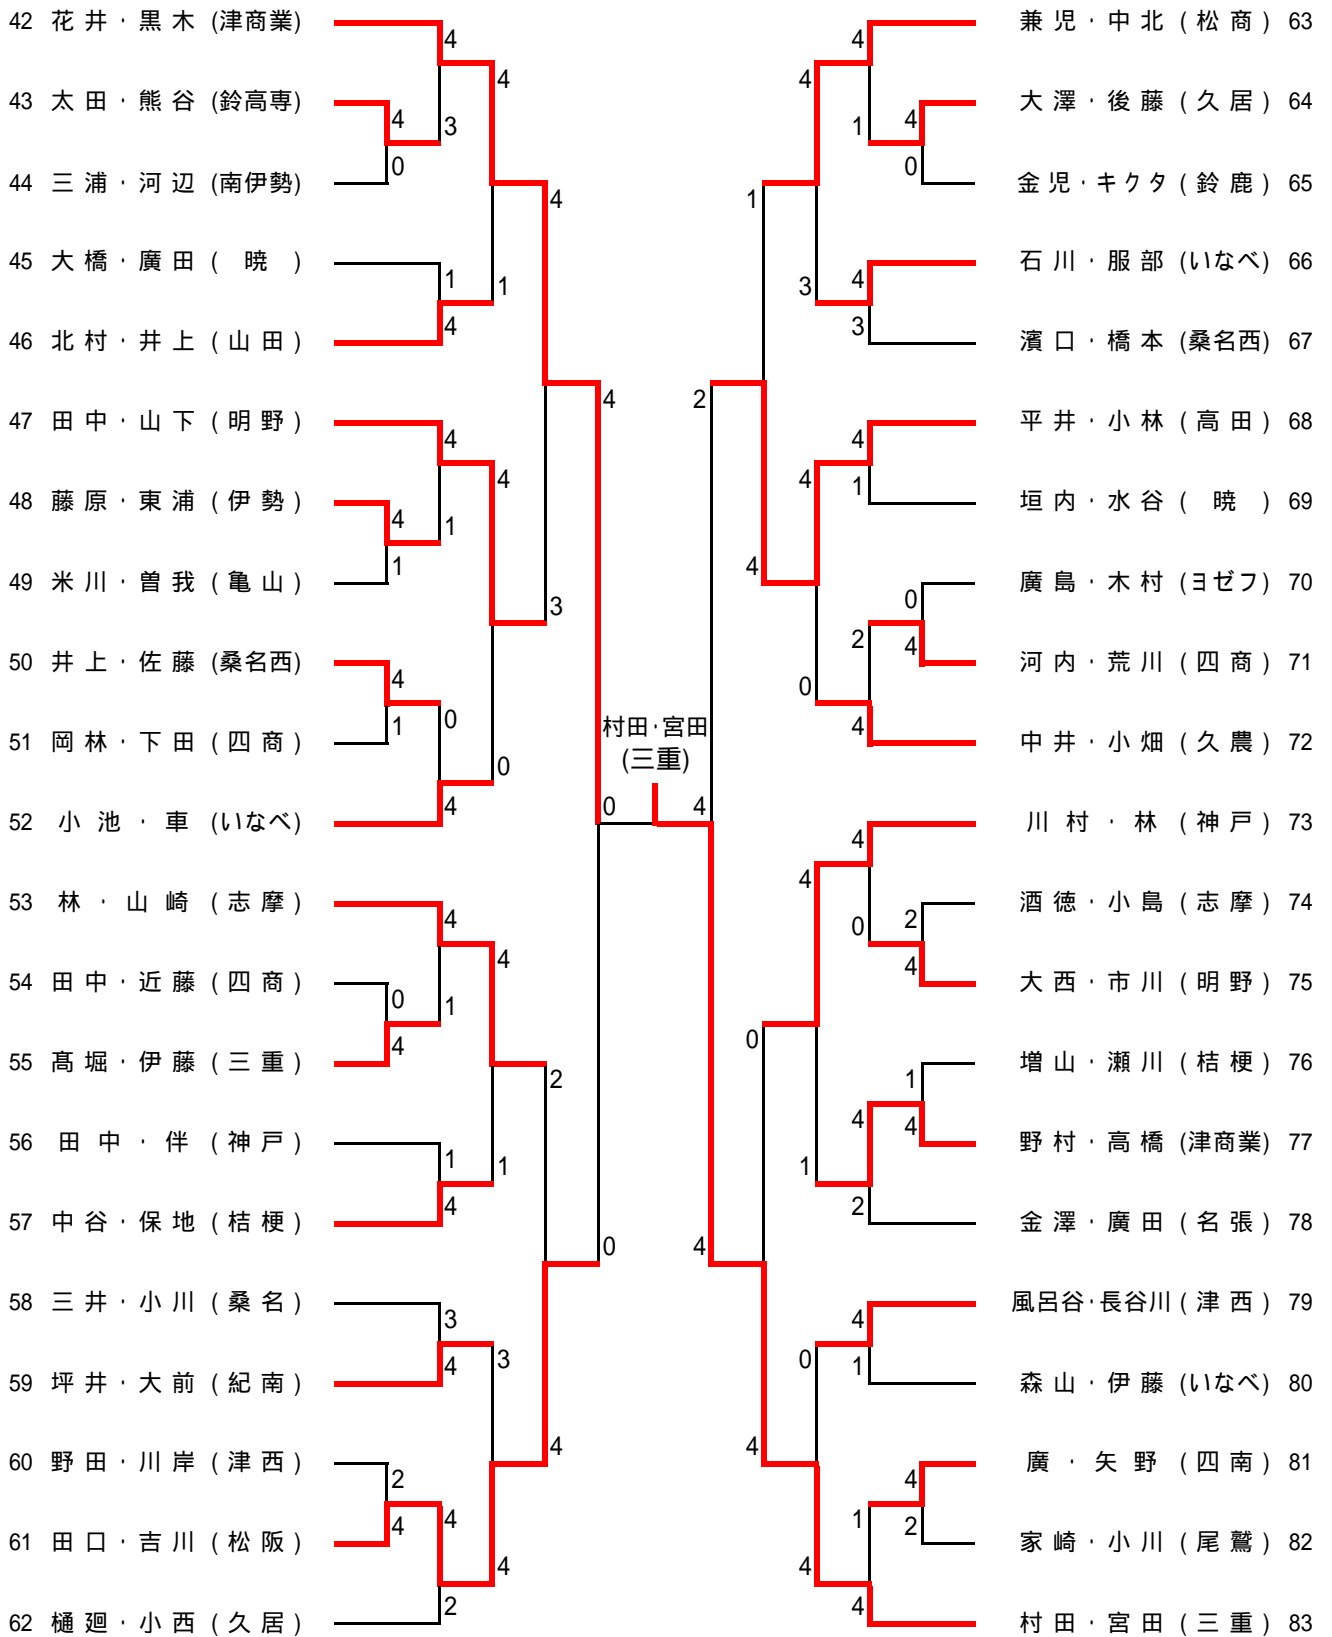 42 花井・黒木 (津商業)
43 太田・熊谷 (鈴高専)
44 三浦・河辺 (南伊勢)
45 大橋・廣田 ( 暁 )
46 北村・井上 (山田)
47 田中・山下 (明野)
48 藤原・東浦 (伊勢)
49 米川・曽我 (亀山)
50 井上・佐藤 (桑名西)
51 岡林・下田 (四商)
52 小池・車 (いなべ)
53 林・山崎 (志摩)
54 田中・近藤 (四商)
55 髙堀・伊藤 (三重)
56 田中・伴 (神戸)
57 中谷・保地 (桔梗)
58 三井・小川 (桑名)
59 坪井・大前 (紀南)
60 野田・川岸 (津西)
61 田口・吉川 (松阪)
62 樋廻・小西 (久居)
4
3
4
0
1
4
4
1
4
1
0
4
4
1
4
1
0
4
4
1
0
4
1
4
3
4
2
4
4
2
4
1
4
0
4
1
3
4
4
3
2
4
4
0
0
村田・宮田
(三重)
4
2
4
1
4
0
4
4
3
4
0
4
1
4
1
0
4
4
1
4
0
4
3
4
1
2
4
0
4
4
0
2
4
4
2
1
4
4
1
1
4
2
4
兼児・中北 (松商) 63
大澤・後藤 (久居) 64
金児・キクタ (鈴鹿) 65
石川・服部 (いなべ) 66
濱口・橋本 (桑名西) 67
平井・小林 (高田) 68
垣内・水谷 ( 暁 ) 69
廣島・木村 (ヨゼフ) 70
河内・荒川 (四商) 71
中井・小畑 (久農) 72
川村・林 (神戸) 73
酒徳・小島 (志摩) 74
大西・市川 (明野) 75
増山・瀬川 (桔梗) 76
野村・高橋 (津商業) 77
金澤・廣田 (名張) 78
風呂谷・長谷川 (津西) 79
森山・伊藤 (いなべ) 80
廣・矢野 (四南) 81
家崎・小川 (尾鷲) 82
村田・宮田 (三重) 83